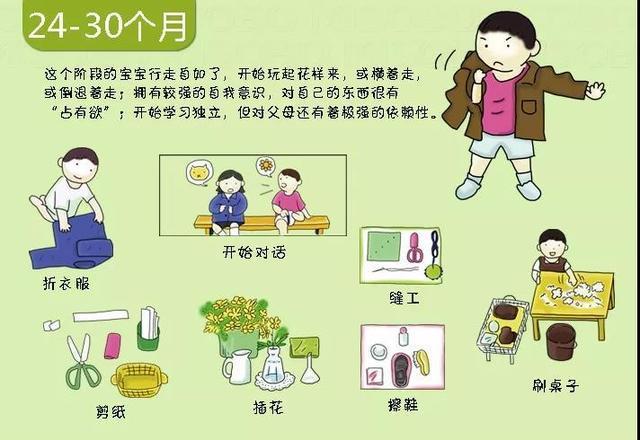 24-30个月
这个阶段的宝宝行走自如了，开始玩起花样来，或横着走，
或倒退着走；拥有较强的自我意识，对自己的东西很有
“占有欲”；开始学习独立，但对父母还有着极强的依赖性。
折衣服
开始对话
缝工
刷桌子
剪纸
插花
擦鞋